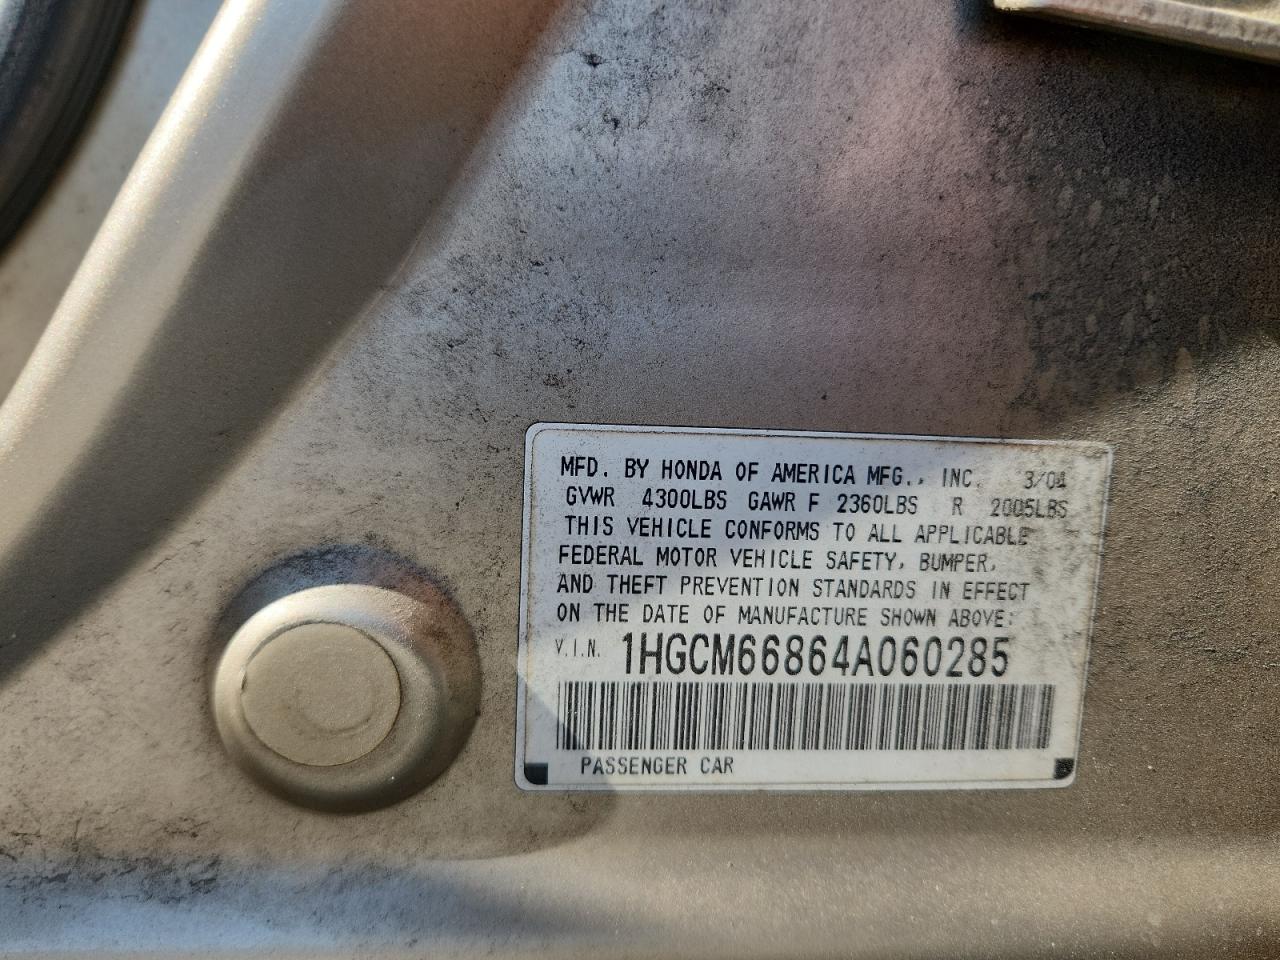 MFD. BY HONDA OF AMERICA MFG., INC. 3/04
GVWR 4300LBS GAWR F 2360LBS R 2005LBS
THIS VEHICLE CONFORMS TO ALL APPLICABLE
FEDERAL MOTOR VEHICLE SAFETY, BUMPER,
AND THEFT PREVENTION STANDARDS IN EFFECT
ON THE DATE OF MANUFACTURE SHOWN ABOVE:
V.I.N. 1HGCM66864A060285
PASSENGER CAR